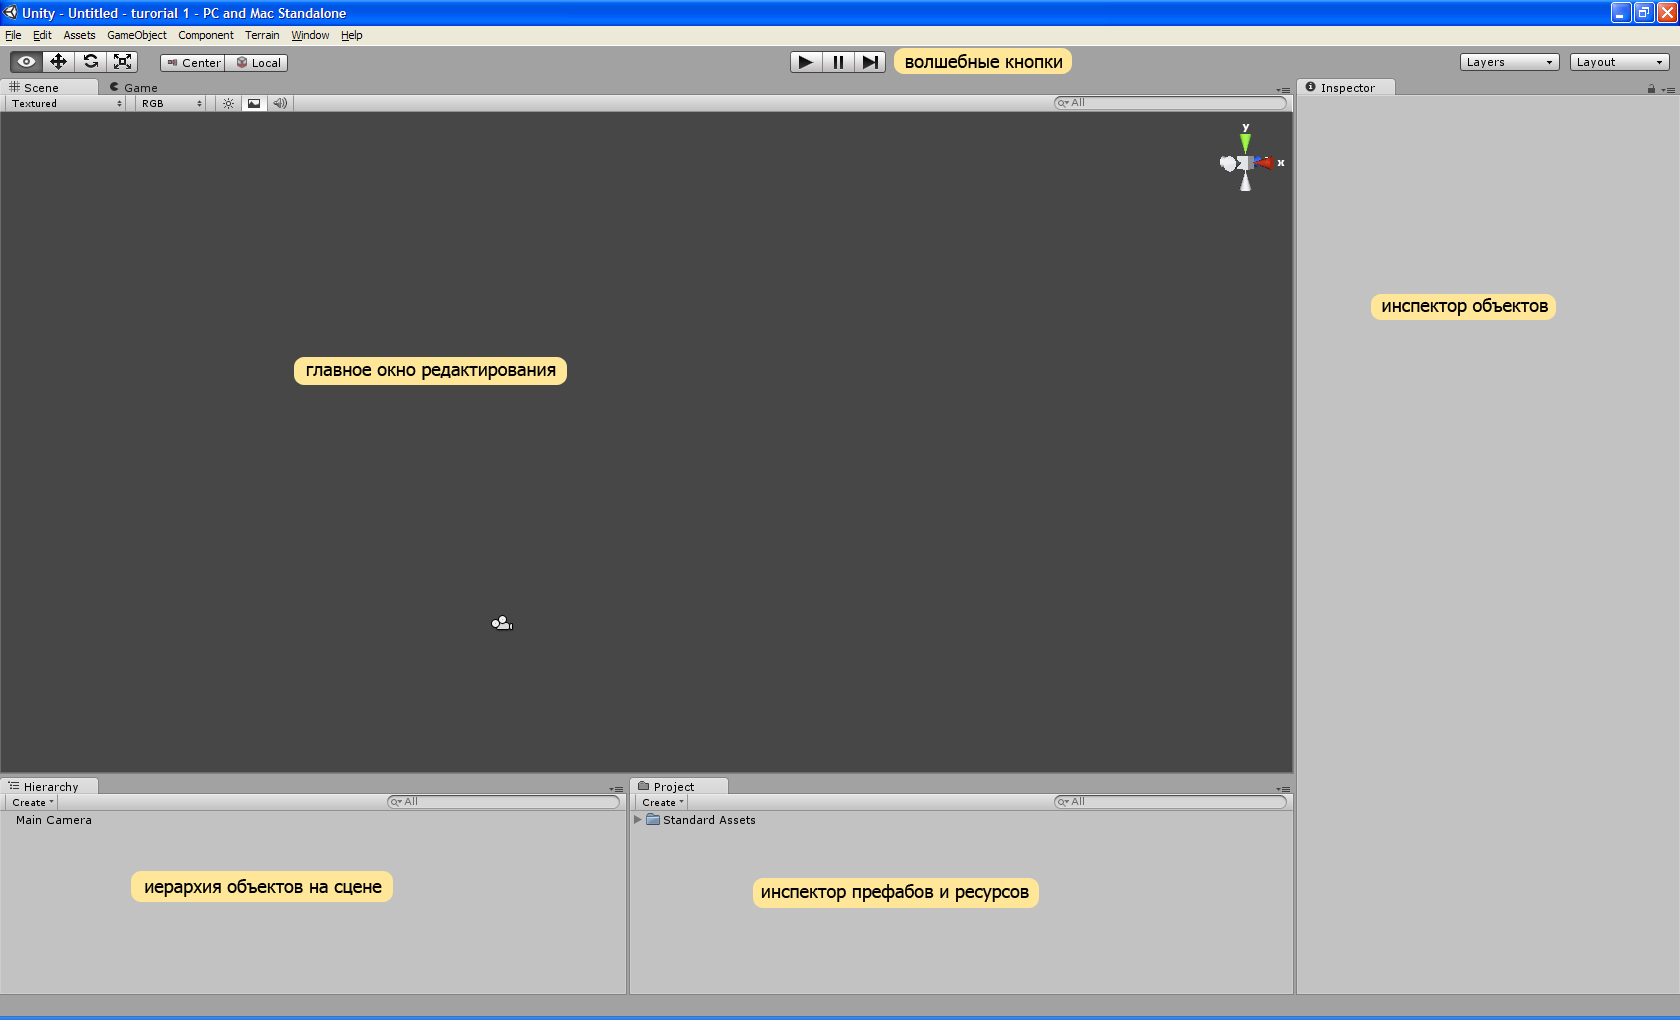 Unity - Untitled - turorial 1 - PC and Mac Standalone
File Edit Assets GameObject Component Terrain Window Help
Center Local волшебные кнопки Layers Layout
Scene Game Inspector
Textured RGB All
y
x
инспектор объектов
главное окно редактирования
Hierarchy Project
Create All Create All
Main Camera Standard Assets
иерархия объектов на сцене
инспектор префабов и ресурсов